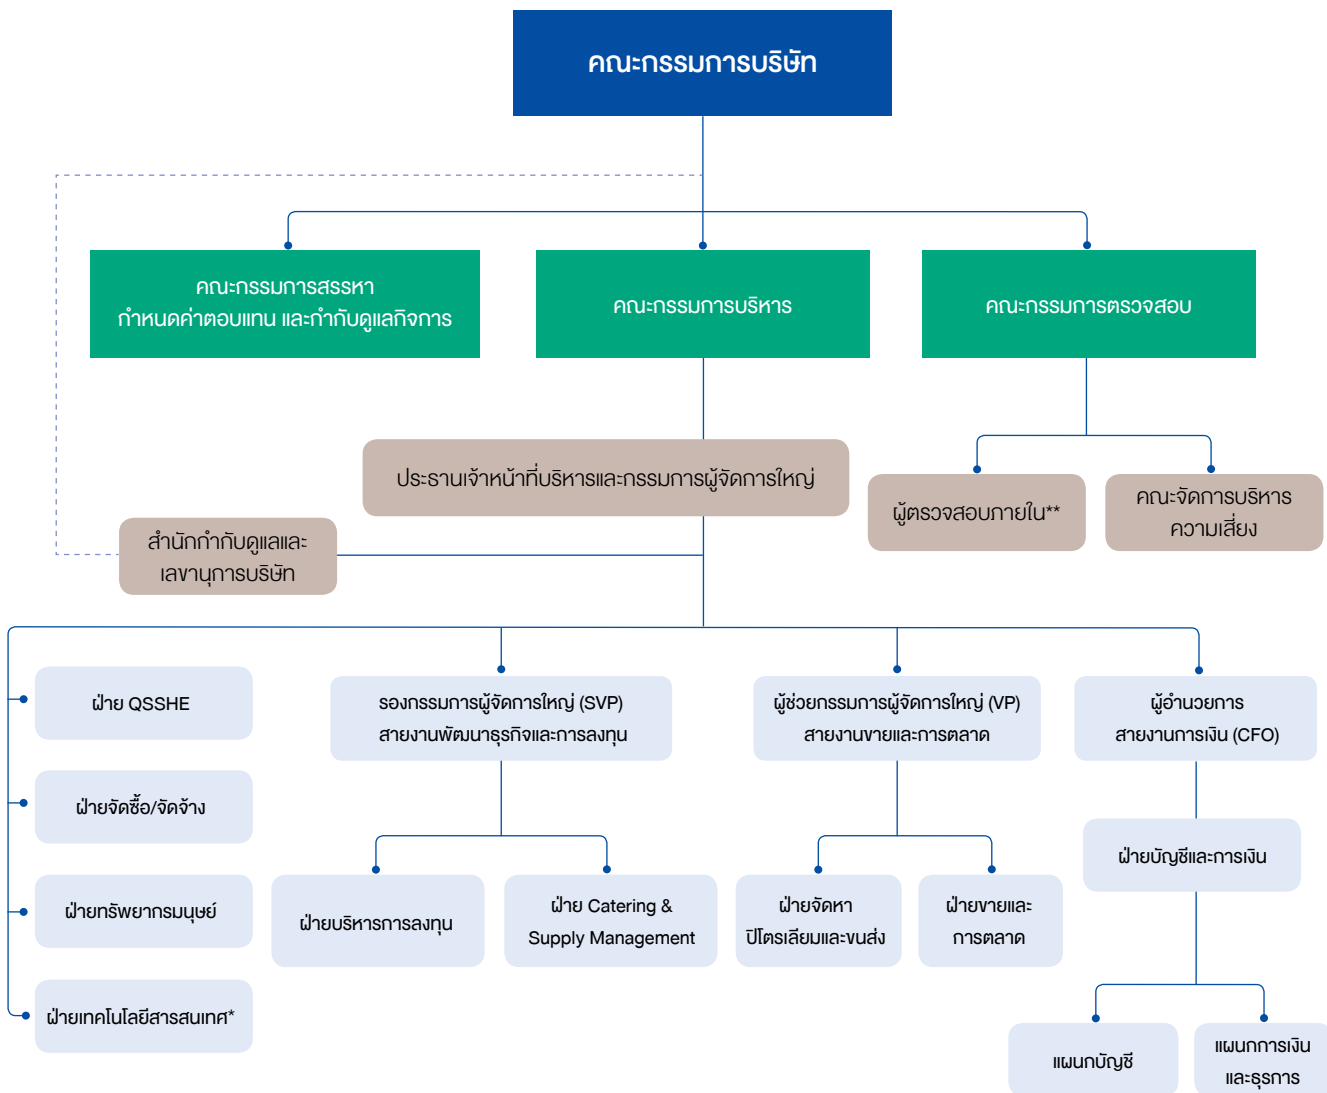 คณะกรรมการบริษัท
คณะกรรมการสรรหา
กำหนดค่าตอบแทน และกำกับดูแลกิจการ
คณะกรรมการบริหาร
คณะกรรมการตรวจสอบ
ประธานเจ้าหน้าที่บริหารและกรรมการผู้จัดการใหญ่
ผู้ตรวจสอบภายใน**
คณะจัดการบริหาร
ความเสี่ยง
สำนักกำกับดูแลและ
เลขานุการบริษัท
ฝ่าย QSSHE
ฝ่ายจัดซื้อ/จัดจ้าง
ฝ่ายทรัพยากรมนุษย์
ฝ่ายเทคโนโลยีสารสนเทศ*
รองกรรมการผู้จัดการใหญ่ (SVP)
สายงานพัฒนาธุรกิจและการลงทุน
ฝ่ายบริหารการลงทุน
ฝ่าย Catering &
Supply Management
ผู้ช่วยกรรมการผู้จัดการใหญ่ (VP)
สายงานขายและการตลาด
ฝ่ายจัดหา
ปิโตรเลียมและขนส่ง
ฝ่ายขายและ
การตลาด
ผู้อำนวยการ
สายงานการเงิน (CFO)
ฝ่ายบัญชีและการเงิน
แผนกบัญชี
แผนกการเงิน
และธุรการ